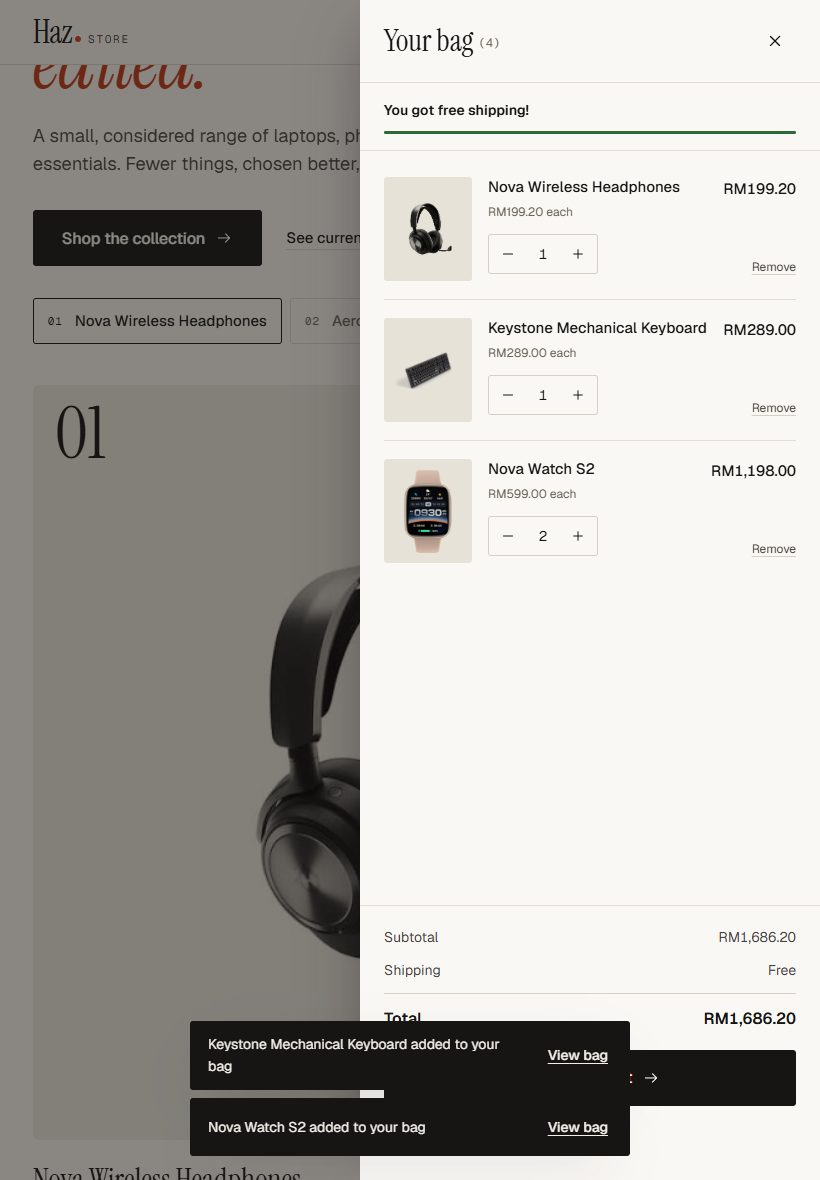 Haz. STORE
edited.
A small, considered range of laptops, ph
essentials. Fewer things, chosen better,
Shop the collection →
See curren
01 Nova Wireless Headphones
02 Aero
01
Nova Wireless Headphones
Your bag (4)
You got free shipping!
Nova Wireless Headphones RM199.20
RM199.20 each
− 1 +
Remove
Keystone Mechanical Keyboard RM289.00
RM289.00 each
− 1 +
Remove
Nova Watch S2 RM1,198.00
RM599.00 each
− 2 +
Remove
Subtotal RM1,686.20
Shipping Free
Total RM1,686.20
Keystone Mechanical Keyboard added to your
bag
View bag
Nova Watch S2 added to your bag
View bag